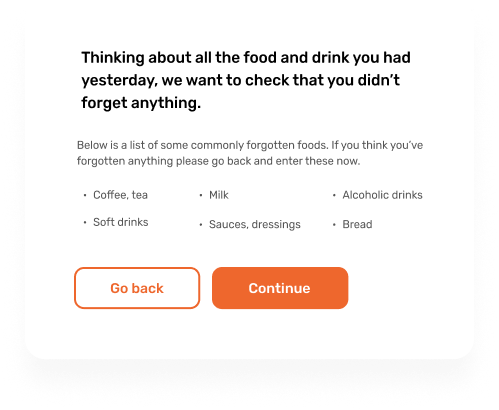 Thinking about all the food and drink you had
yesterday, we want to check that you didn’t
forget anything.
Below is a list of some commonly forgotten foods. If you think you’ve
forgotten anything please go back and enter these now.
• Coffee, tea • Milk • Alcoholic drinks
• Soft drinks • Sauces, dressings • Bread
Go back Continue